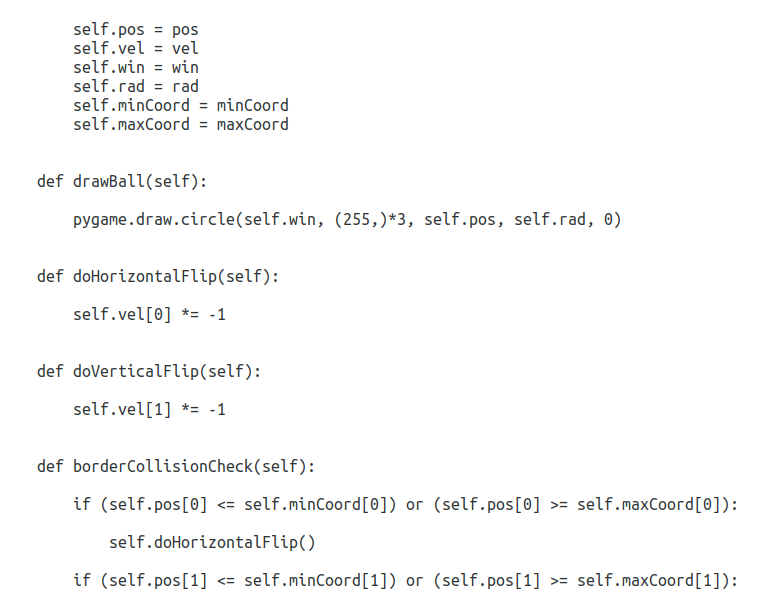 self.pos = pos
        self.vel = vel
        self.win = win
        self.rad = rad
        self.minCoord = minCoord
        self.maxCoord = maxCoord
    def drawBall(self):
        pygame.draw.circle(self.win, (255,)*3, self.pos, self.rad, 0)
    def doHorizontalFlip(self):
        self.vel[0] *= -1
    def doVerticalFlip(self):
        self.vel[1] *= -1
    def borderCollisionCheck(self):
        if (self.pos[0] <= self.minCoord[0]) or (self.pos[0] >= self.maxCoord[0]):
            self.doHorizontalFlip()
        if (self.pos[1] <= self.minCoord[1]) or (self.pos[1] >= self.maxCoord[1]):